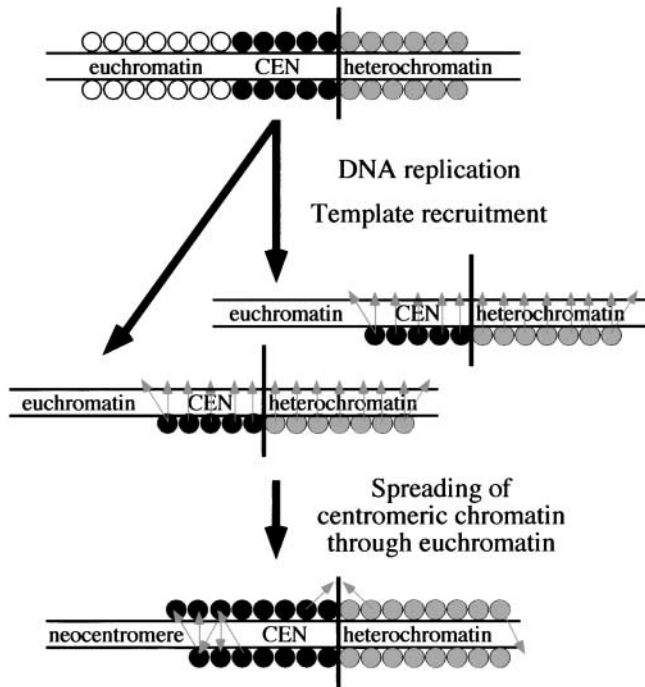 euchromatin CEN heterochromatin
DNA replication
Template recruitment
euchromatin CEN heterochromatin
euchromatin CEN heterochromatin
Spreading of
centromeric chromatin
through euchromatin
neocentromere CEN heterochromatin